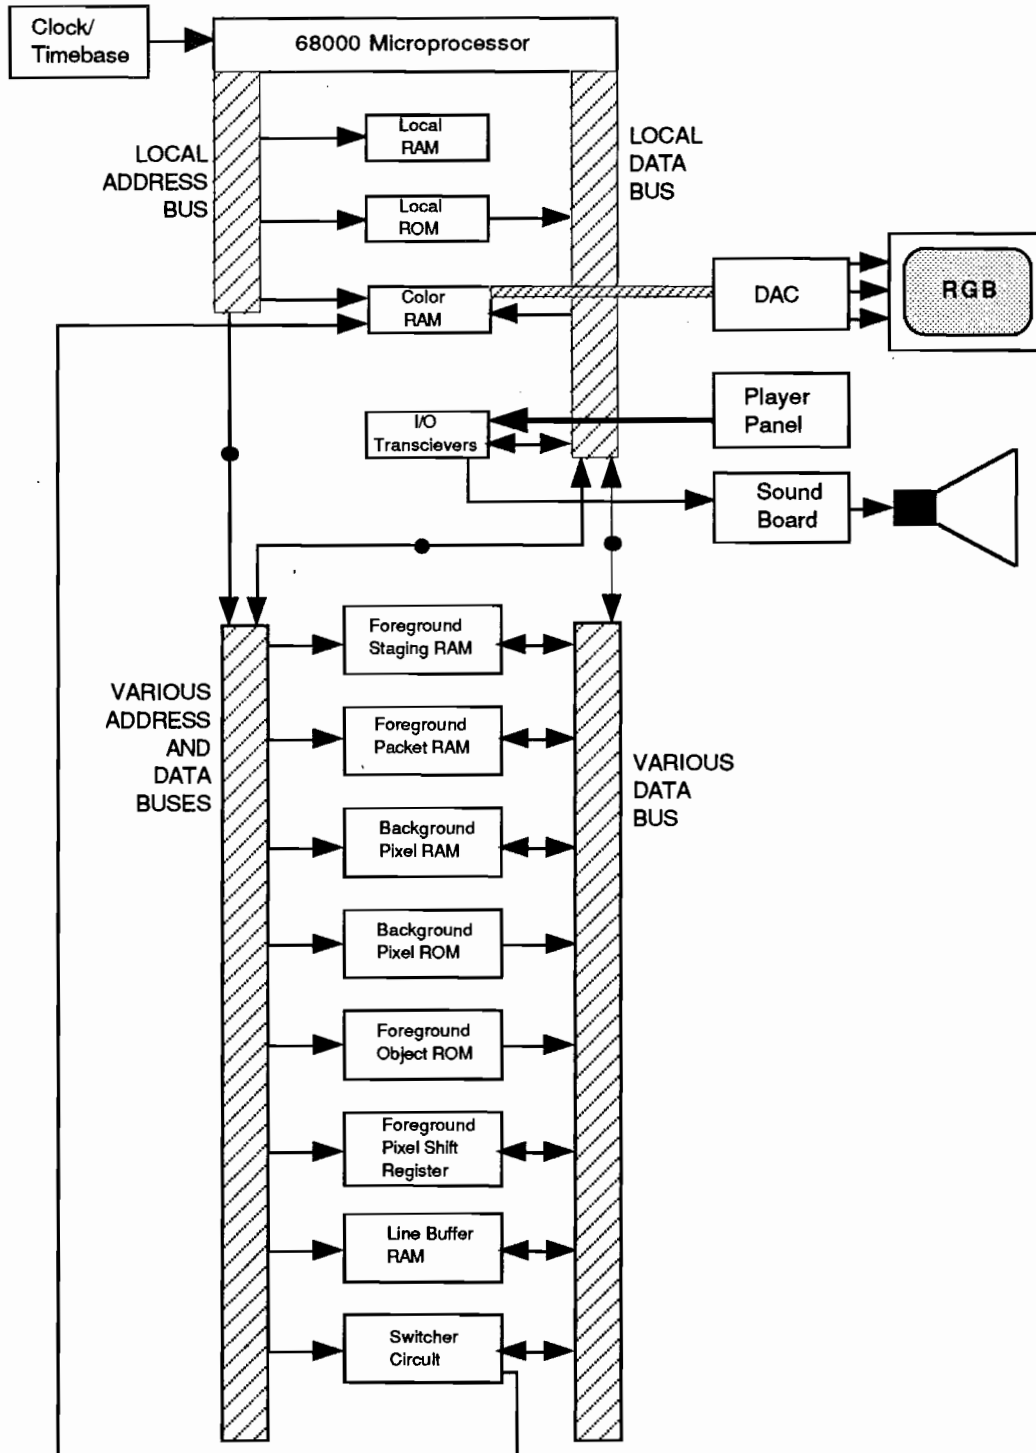 Clock/
Timebase
68000 Microprocessor
LOCAL
ADDRESS
BUS
Local
RAM
LOCAL
DATA
BUS
Local
ROM
Color
RAM
DAC
RGB
I/O
Transcievers
Player
Panel
Sound
Board
VARIOUS
ADDRESS
AND
DATA
BUSES
Foreground
Staging RAM
Foreground
Packet RAM
VARIOUS
DATA
BUS
Background
Pixel RAM
Background
Pixel ROM
Foreground
Object ROM
Foreground
Pixel Shift
Register
Line Buffer
RAM
Switcher
Circuit